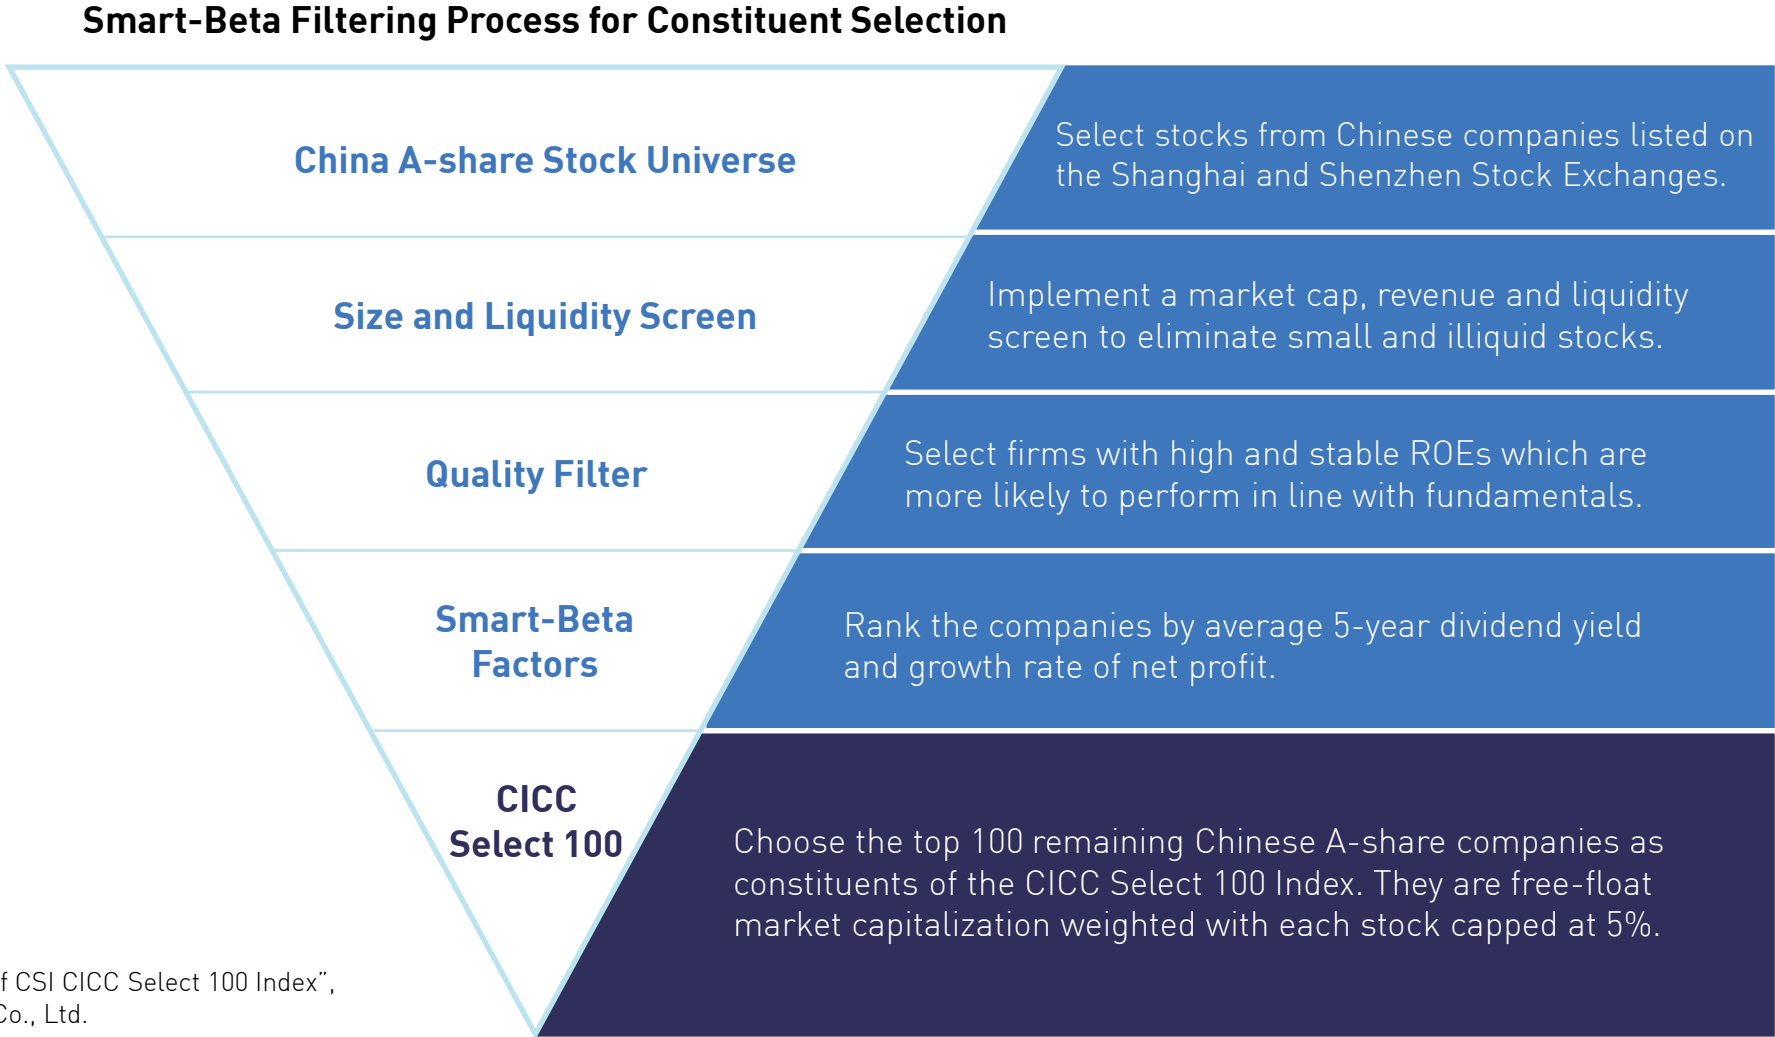 Smart-Beta Filtering Process for Constituent Selection
China A-share Stock Universe
Select stocks from Chinese companies listed on
the Shanghai and Shenzhen Stock Exchanges.
Size and Liquidity Screen
Implement a market cap, revenue and liquidity
screen to eliminate small and illiquid stocks.
Quality Filter
Select firms with high and stable ROEs which are
more likely to perform in line with fundamentals.
Smart-Beta
Factors
Rank the companies by average 5-year dividend yield
and growth rate of net profit.
CICC
Select 100
Choose the top 100 remaining Chinese A-share companies as
constituents of the CICC Select 100 Index. They are free-float
market capitalization weighted with each stock capped at 5%.
f CSI CICC Select 100 Index”,
Co., Ltd.